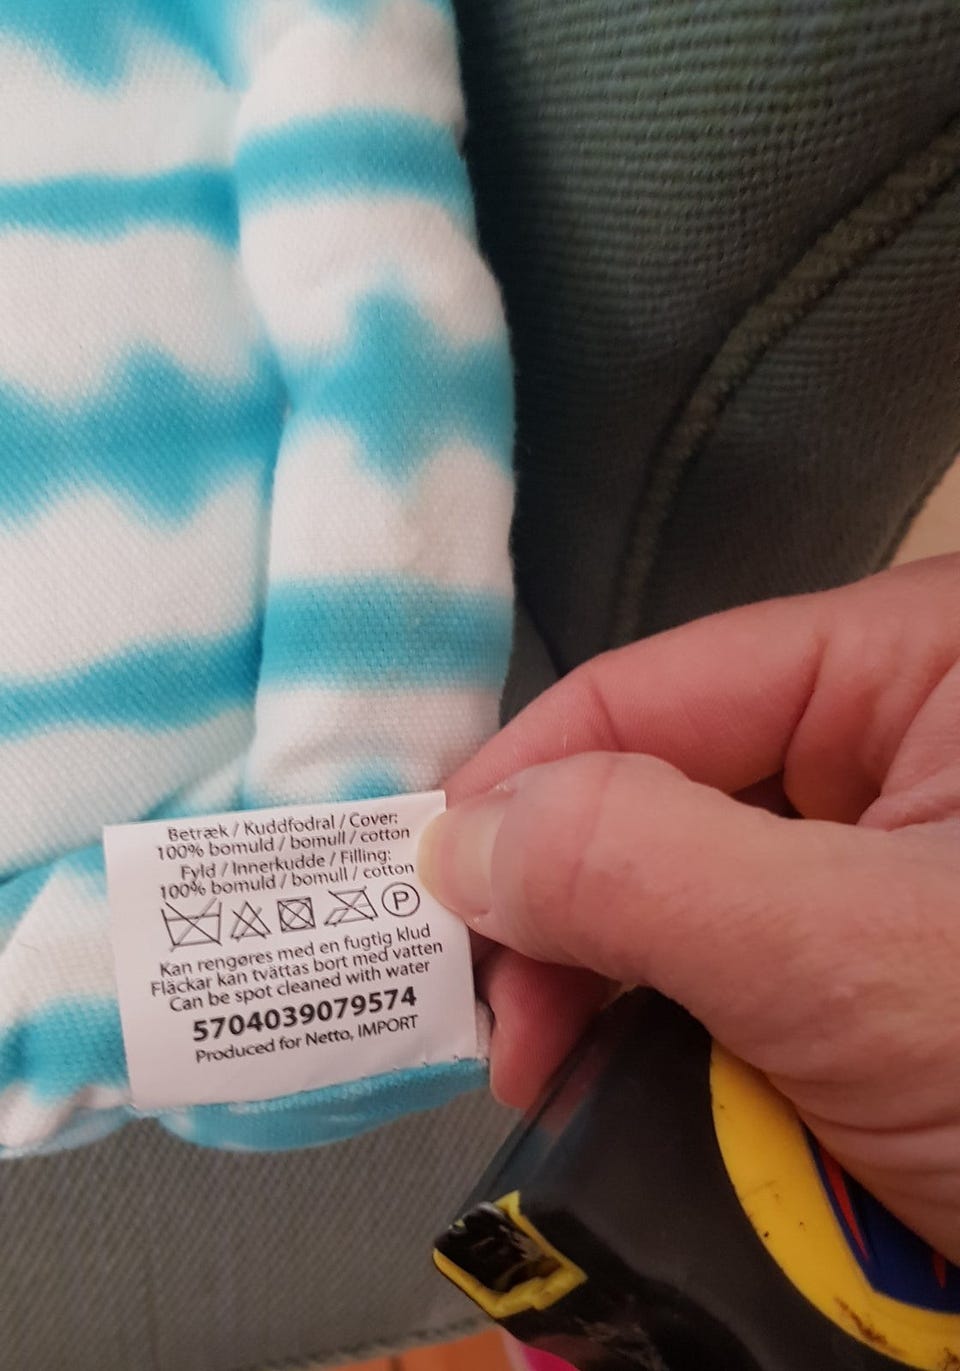 Betræk / Kuddfodral / Cover:
100% bomuld / bomull / cotton
Fyld / Innerkudde / Filling:
100% bomuld / bomull / cotton
P
Kan rengøres med en fugtig klud
Fläckar kan tvättas bort med vatten
Can be spot cleaned with water
5704039079574
Produced for Netto, IMPORT